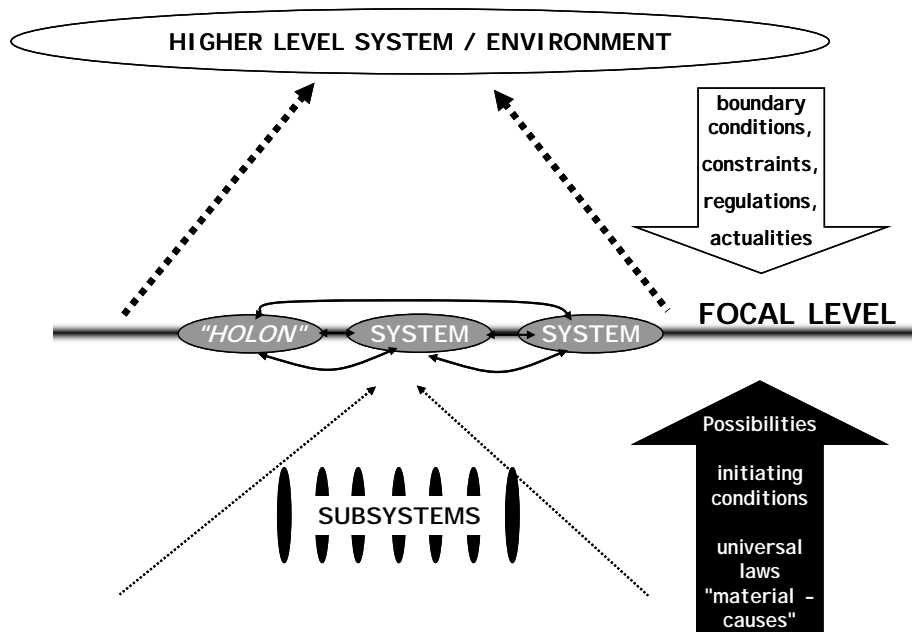 HIGHER LEVEL SYSTEM / ENVIRONMENT
boundary
conditions,
constraints,
regulations,
actualities
FOCAL LEVEL
"HOLON"
SYSTEM
SYSTEM
Possibilities
initiating
conditions
universal
laws
"material –
causes"
SUBSYSTEMS